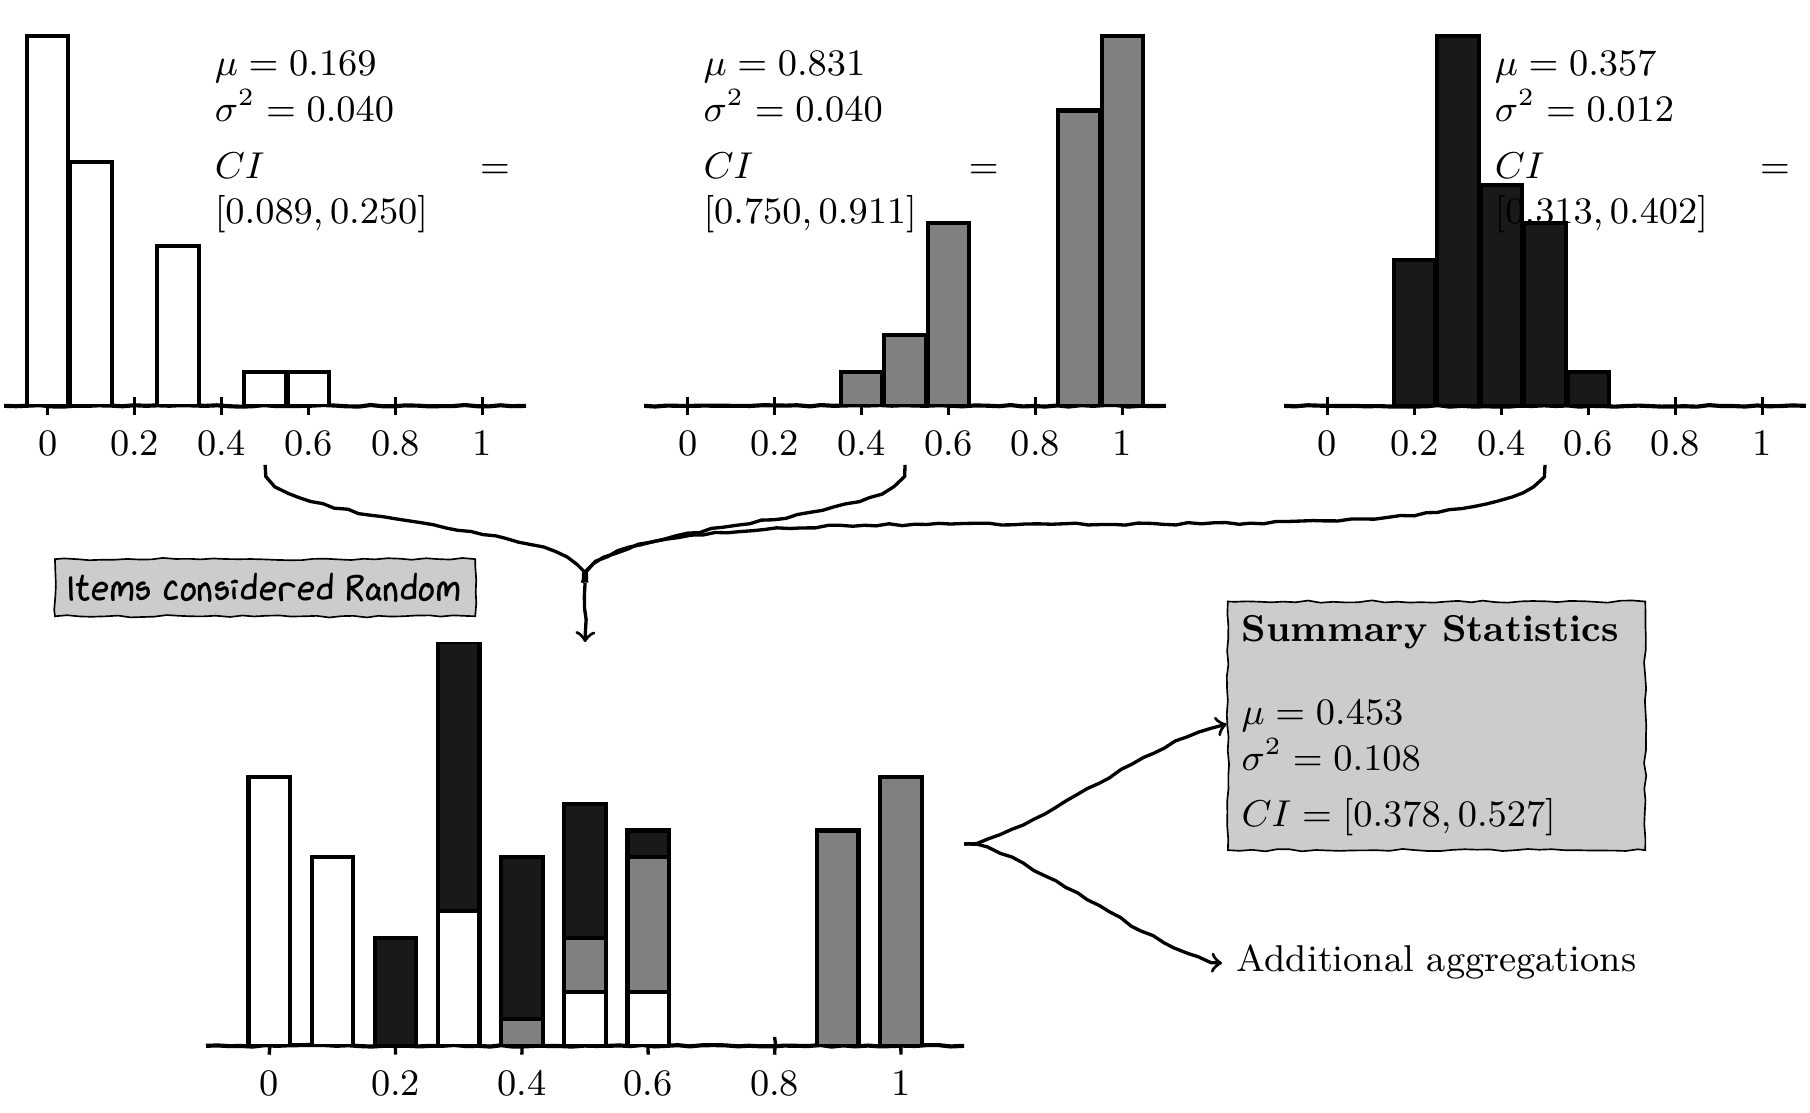 μ = 0.169
σ² = 0.040
CI =
[0.089, 0.250]
0 0.2 0.4 0.6 0.8 1
μ = 0.831
σ² = 0.040
CI =
[0.750, 0.911]
0 0.2 0.4 0.6 0.8 1
μ = 0.357
σ² = 0.012
CI =
[0.313, 0.402]
0 0.2 0.4 0.6 0.8 1
Items considered Random
0 0.2 0.4 0.6 0.8 1
Summary Statistics
μ = 0.453
σ² = 0.108
CI = [0.378, 0.527]
Additional aggregations